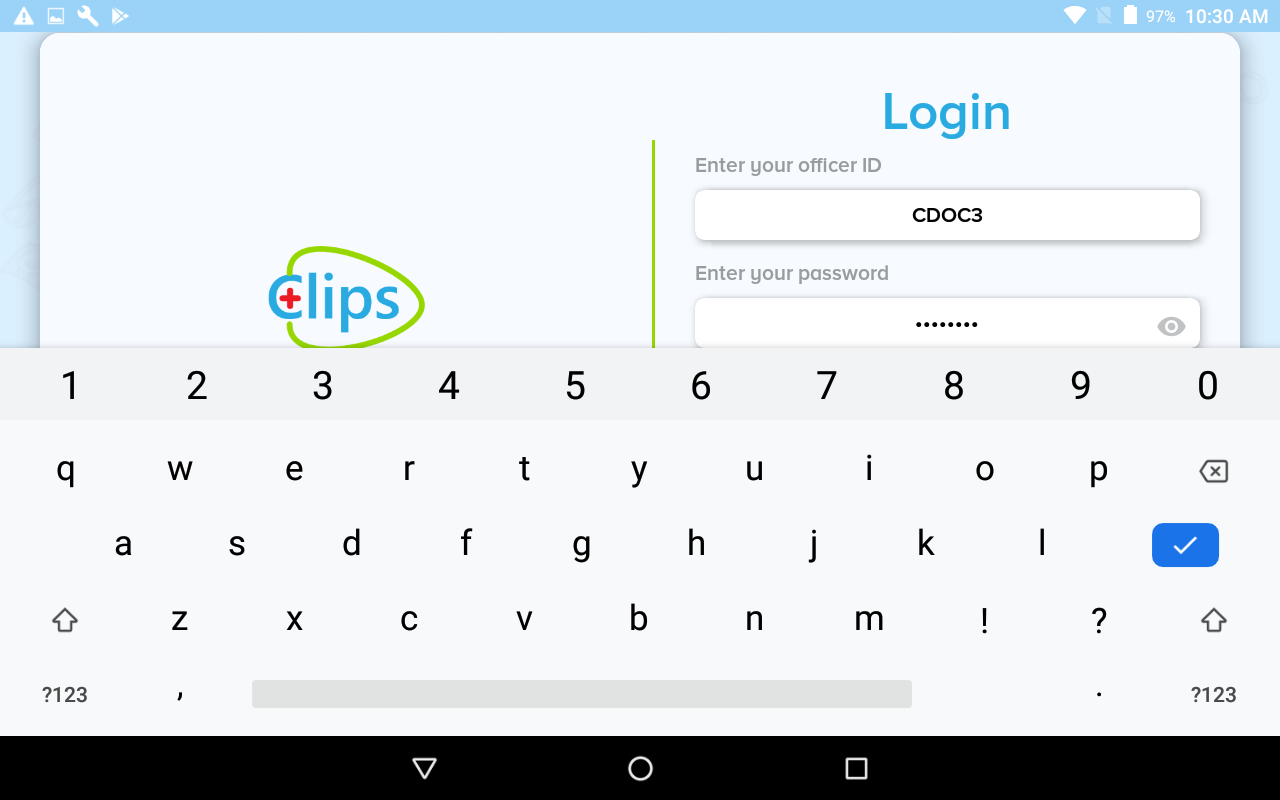 97% 10:30 AM
Login
Enter your officer ID
CDOC3
Enter your password
••••••••
Clips
1 2 3 4 5 6 7 8 9 0
q w e r t y u i o p
a s d f g h j k l
z x c v b n m ! ?
?123 , . ?123